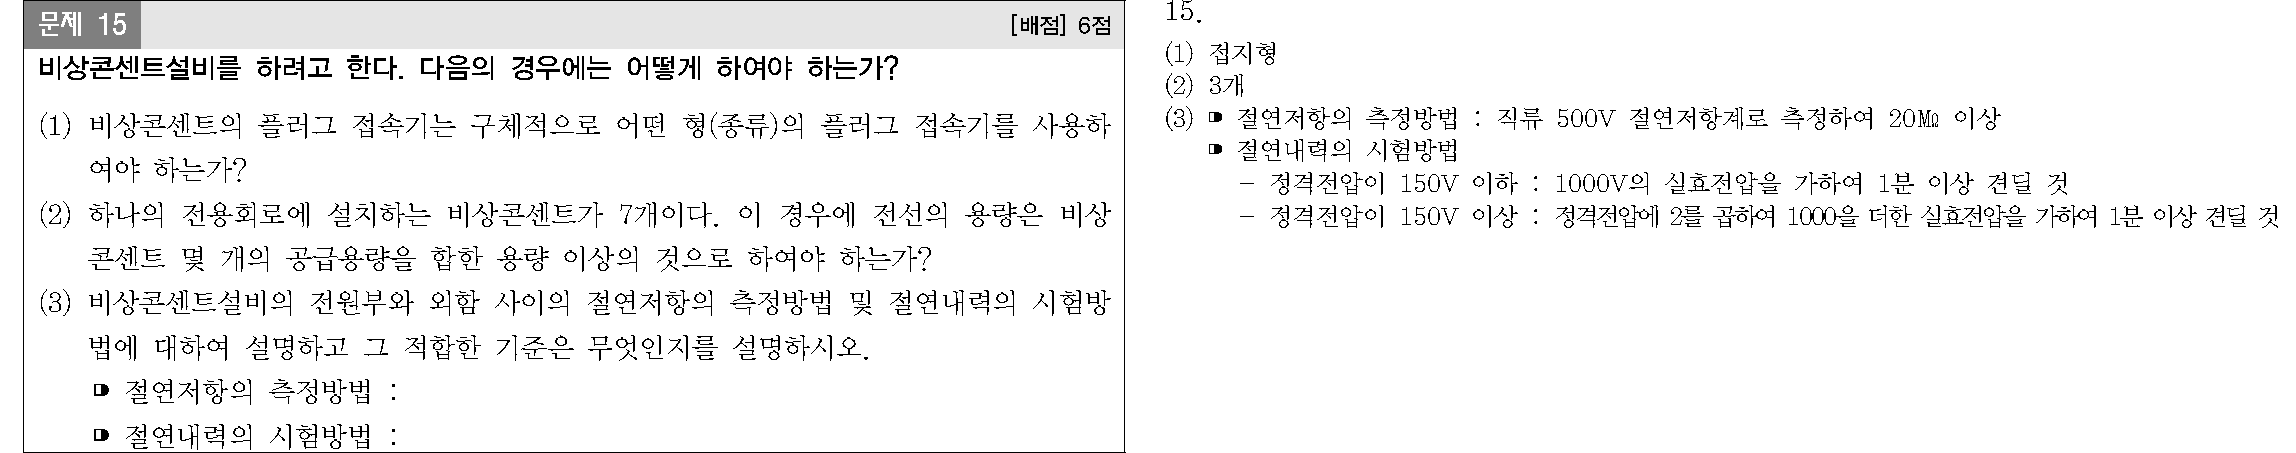 문제 15
[배점] 6점
비상콘센트설비를 하려고 한다. 다음의 경우에는 어떻게 하여야 하는가?
(1) 비상콘센트의 플러그 접속기는 구체적으로 어떤 형(종류)의 플러그 접속기를 사용하
여야 하는가?
(2) 하나의 전용회로에 설치하는 비상콘센트가 7개이다. 이 경우에 전선의 용량은 비상
콘센트 몇 개의 공급용량을 합한 용량 이상의 것으로 하여야 하는가?
(3) 비상콘센트설비의 전원부와 외함 사이의 절연저항의 측정방법 및 절연내력의 시험방
법에 대하여 설명하고 그 적합한 기준은 무엇인지를 설명하시오.
절연저항의 측정방법 :
절연내력의 시험방법 :
15.
(1) 접지형
(2) 3개
(3) 절연저항의 측정방법 : 직류 500V 절연저항계로 측정하여 20㏁ 이상
절연내력의 시험방법
- 정격전압이 150V 이하 : 1000V의 실효전압을 가하여 1분 이상 견딜 것
- 정격전압이 150V 이상 : 정격전압에 2를 곱하여 1000을 더한 실효전압을 가하여 1분 이상 견딜 것